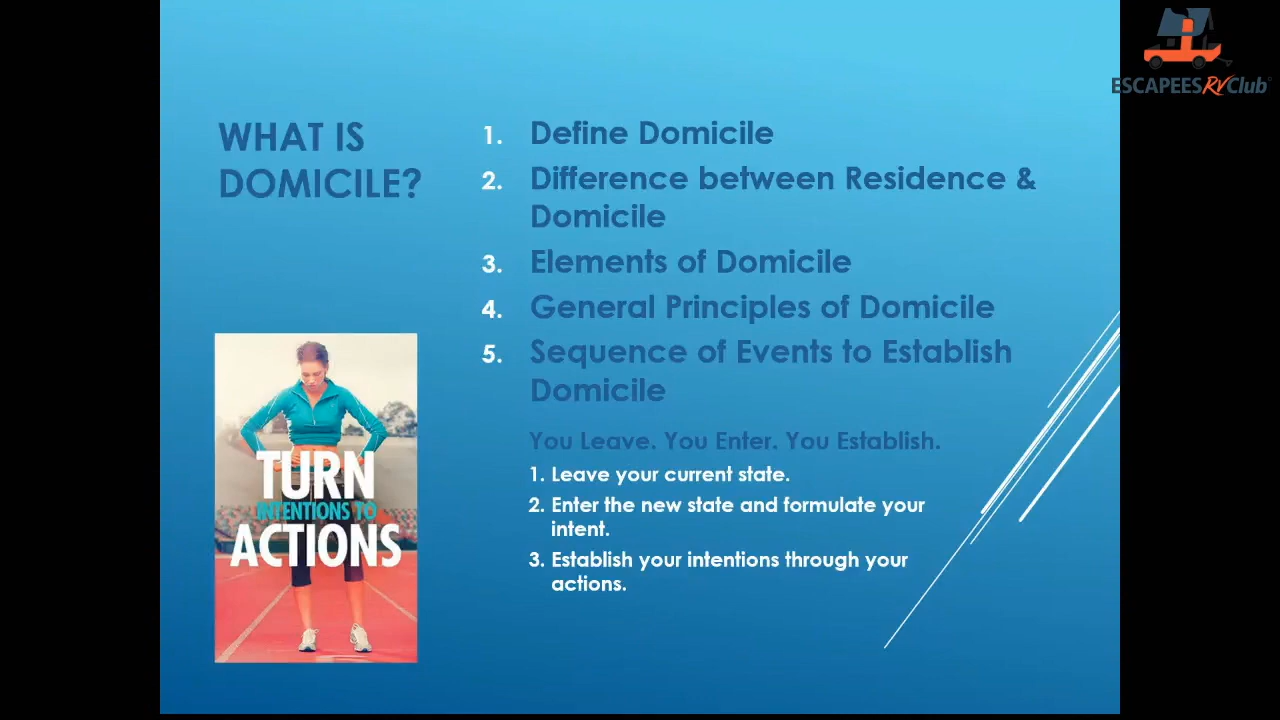 ESCAPEES RV Club
WHAT IS
DOMICILE?
1. Define Domicile
2. Difference between Residence &
Domicile
3. Elements of Domicile
4. General Principles of Domicile
5. Sequence of Events to Establish
Domicile
You Leave. You Enter. You Establish.
1. Leave your current state.
2. Enter the new state and formulate your
intent.
3. Establish your intentions through your
actions.
TURN
INTENTIONS TO
ACTIONS